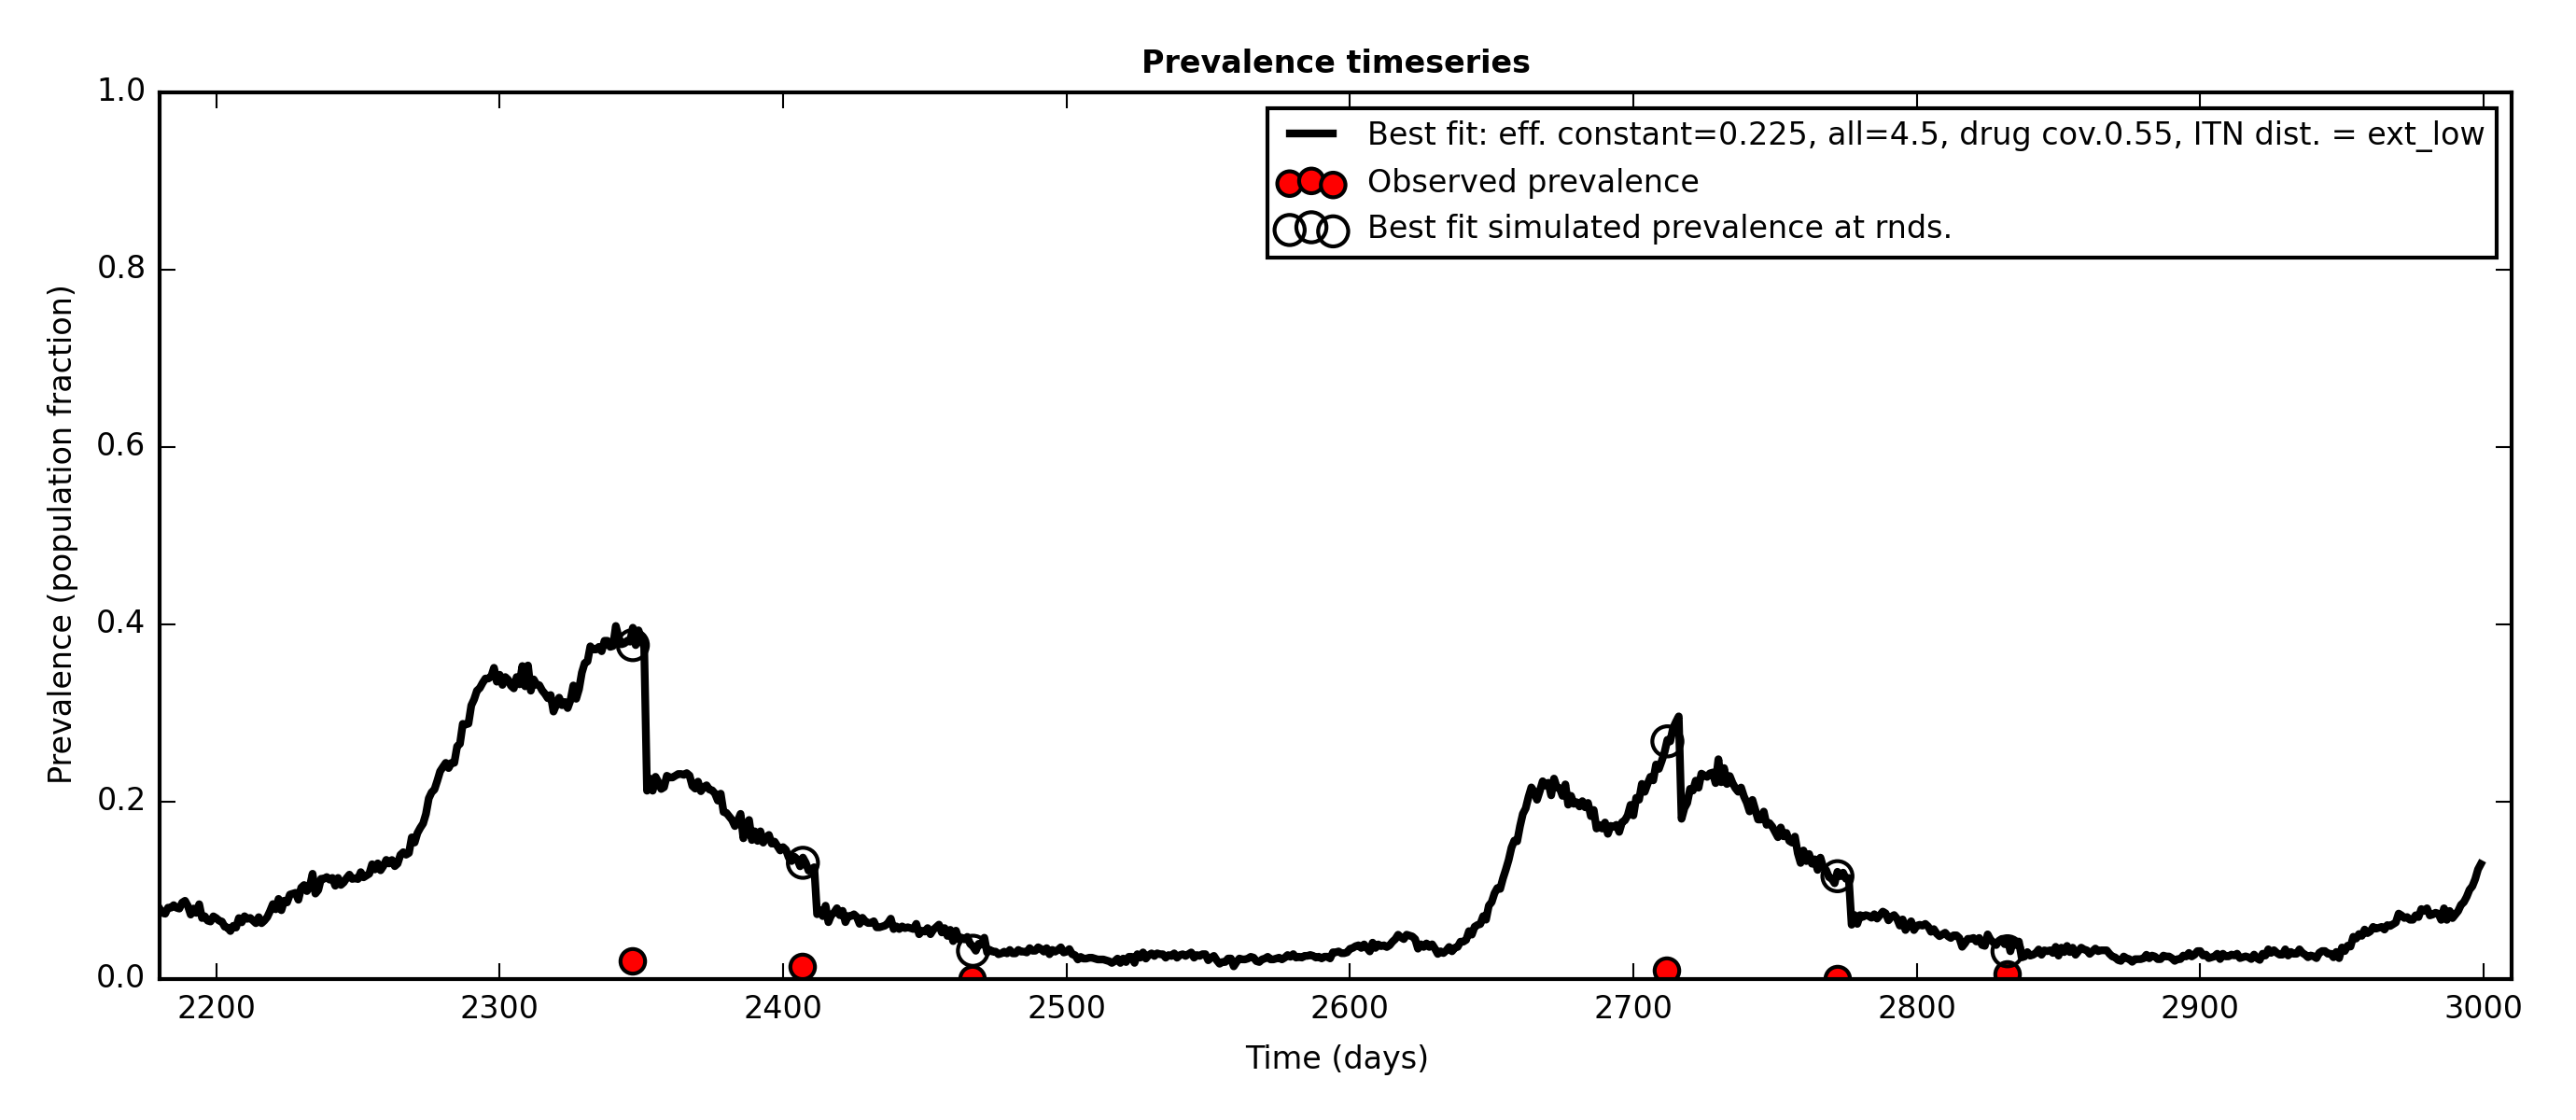 Prevalence timeseries
1.0
0.8
0.6
0.4
0.2
0.0
Prevalence (population fraction)
Best fit: eff. constant=0.225, all=4.5, drug cov.0.55, ITN dist. = ext_low
Observed prevalence
Best fit simulated prevalence at rnds.
2200 2300 2400 2500 2600 2700 2800 2900 3000
Time (days)